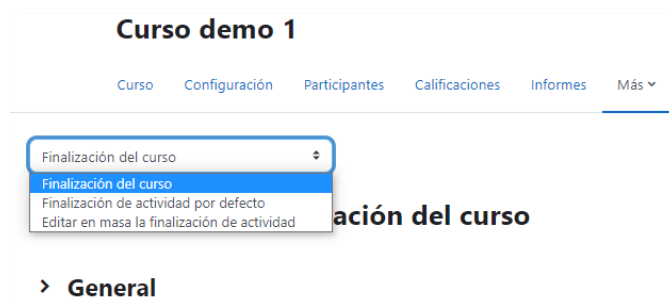 Curso demo 1
Curso Configuración Participantes Calificaciones Informes Más
Finalización del curso
Finalización del curso
Finalización de actividad por defecto
Editar en masa la finalización de actividad
ación del curso
General